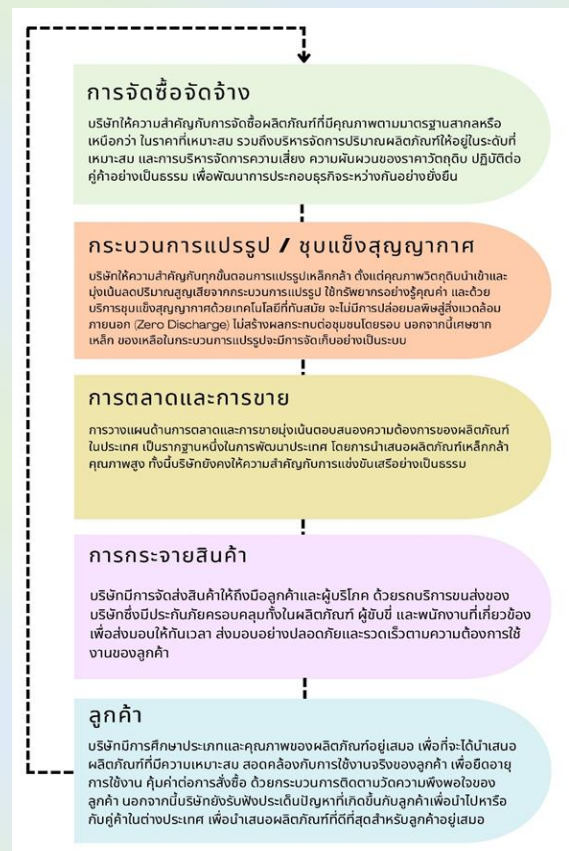 การจัดซื้อจัดจ้าง
บริษัทให้ความสำคัญกับการจัดซื้อผลิตภัณฑ์ที่มีคุณภาพตามมาตรฐานสากลหรือ
เหนือกว่า ในราคาที่เหมาะสม รวมถึงบริหารจัดการปริมาณผลิตภัณฑ์ให้อยู่ในระดับที่
เหมาะสม และการบริหารจัดการความเสี่ยง ความผันผวนของราคาวัตถุดิบ ปฏิบัติต่อ
คู่ค้าอย่างเป็นธรรม เพื่อพัฒนาการประกอบธุรกิจระหว่างกันอย่างยั่งยืน
กระบวนการแปรรูป / ชุบแข็งสุญญากาศ
บริษัทให้ความสำคัญกับทุกขั้นตอนการแปรรูปเหล็กกล้า ตั้งแต่คุณภาพวัตถุดิบนำเข้าและ
มุ่งเน้นลดปริมาณสูญเสียจากกระบวนการแปรรูป ใช้ทรัพยากรอย่างรู้คุณค่า และด้วย
บริการชุบแข็งสุญญากาศด้วยเทคโนโลยีที่ทันสมัย จะไม่มีการปล่อยมลพิษสู่สิ่งแวดล้อม
ภายนอก (Zero Discharge) ไม่สร้างผลกระทบต่อชุมชนโดยรอบ นอกจากนี้เศษซาก
เหล็ก ของเหลือในกระบวนการแปรรูปจะมีการจัดเก็บอย่างเป็นระบบ
การตลาดและการขาย
การวางแผนด้านการตลาดและการขายมุ่งเน้นตอบสนองความต้องการของผลิตภัณฑ์
ในประเทศ เป็นรากฐานหนึ่งในการพัฒนาประเทศ โดยการนำเสนอผลิตภัณฑ์เหล็กกล้า
คุณภาพสูง ทั้งนี้บริษัทยังคงให้ความสำคัญกับการแข่งขันเสรีอย่างเป็นธรรม
การกระจายสินค้า
บริษัทมีการจัดส่งสินค้าให้ถึงมือลูกค้าและผู้บริโภค ด้วยรถบริการขนส่งของ
บริษัทซึ่งมีประกันภัยครอบคลุมทั้งในผลิตภัณฑ์ ผู้ขับขี่ และพนักงานที่เกี่ยวข้อง
เพื่อส่งมอบให้ทันเวลา ส่งมอบอย่างปลอดภัยและรวดเร็วตามความต้องการใช้
งานของลูกค้า
ลูกค้า
บริษัทมีการศึกษาประเภทและคุณภาพของผลิตภัณฑ์อยู่เสมอ เพื่อที่จะได้นำเสนอ
ผลิตภัณฑ์ที่มีความเหมาะสม สอดคล้องกับการใช้งานจริงของลูกค้า เพื่อยืดอายุ
การใช้งาน คุ้มค่าต่อการสั่งซื้อ ด้วยกระบวนการติดตามวัดความพึงพอใจของ
ลูกค้า นอกจากนี้บริษัทยังรับฟังประเด็นปัญหาที่เกิดขึ้นกับลูกค้าเพื่อนำไปหารือ
กับคู่ค้าในต่างประเทศ เพื่อนำเสนอผลิตภัณฑ์ที่ดีที่สุดสำหรับลูกค้าอยู่เสมอ